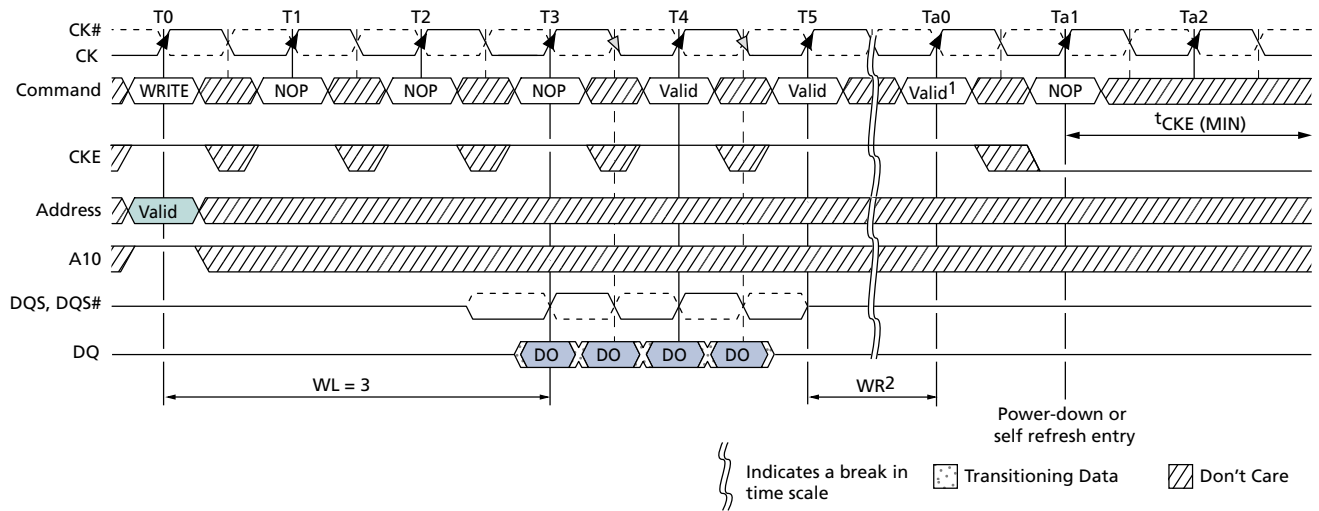 T0 T1 T2 T3 T4 T5 Ta0 Ta1 Ta2
CK#
CK
Command WRITE NOP NOP NOP Valid Valid Valid1 NOP
tCKE (MIN)
CKE
Address Valid
A10
DQS, DQS#
DQ DO DO DO DO
WL = 3 WR2
Power-down or
self refresh entry
Indicates a break in
time scale
Transitioning Data
Don't Care